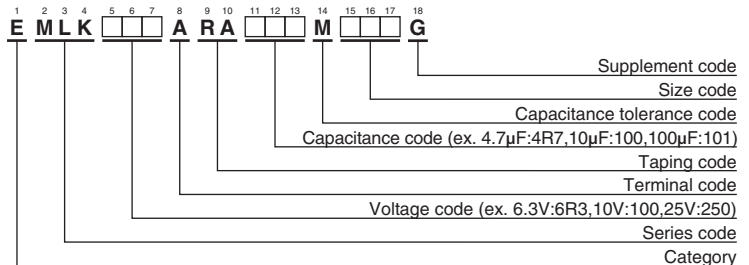 1 2 3 4 5 6 7 8 9 10 11 12 13 14 15 16 17 18
E M L K A R A M G
Supplement code
Size code
Capacitance tolerance code
Capacitance code (ex. 4.7μF:4R7,10μF:100,100μF:101)
Taping code
Terminal code
Voltage code (ex. 6.3V:6R3,10V:100,25V:250)
Series code
Category